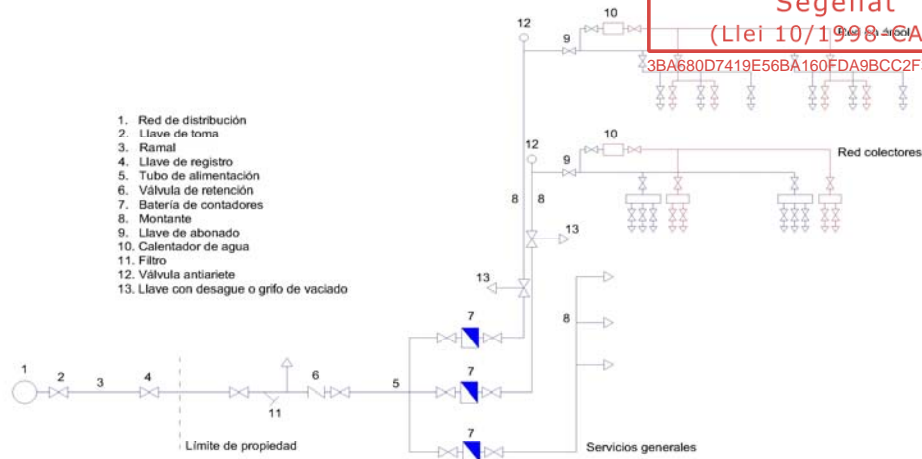 Segellat
(Llei 10/1998-CA
Red en árbol
3BA680D7419E56BA160FDA9BCC2F
12
10
9
1. Red de distribución
2. Llave de toma
3. Ramal
4. Llave de registro
5. Tubo de alimentación
6. Válvula de retención
7. Batería de contadores
8. Montante
9. Llave de abonado
10. Calentador de agua
11. Filtro
12. Válvula antiariete
13. Llave con desague o grifo de vaciado
12
10
9
Red colectores
8
8
13
13
7
8
1
2
3
4
11
6
5
7
7
Límite de propiedad
Servicios generales